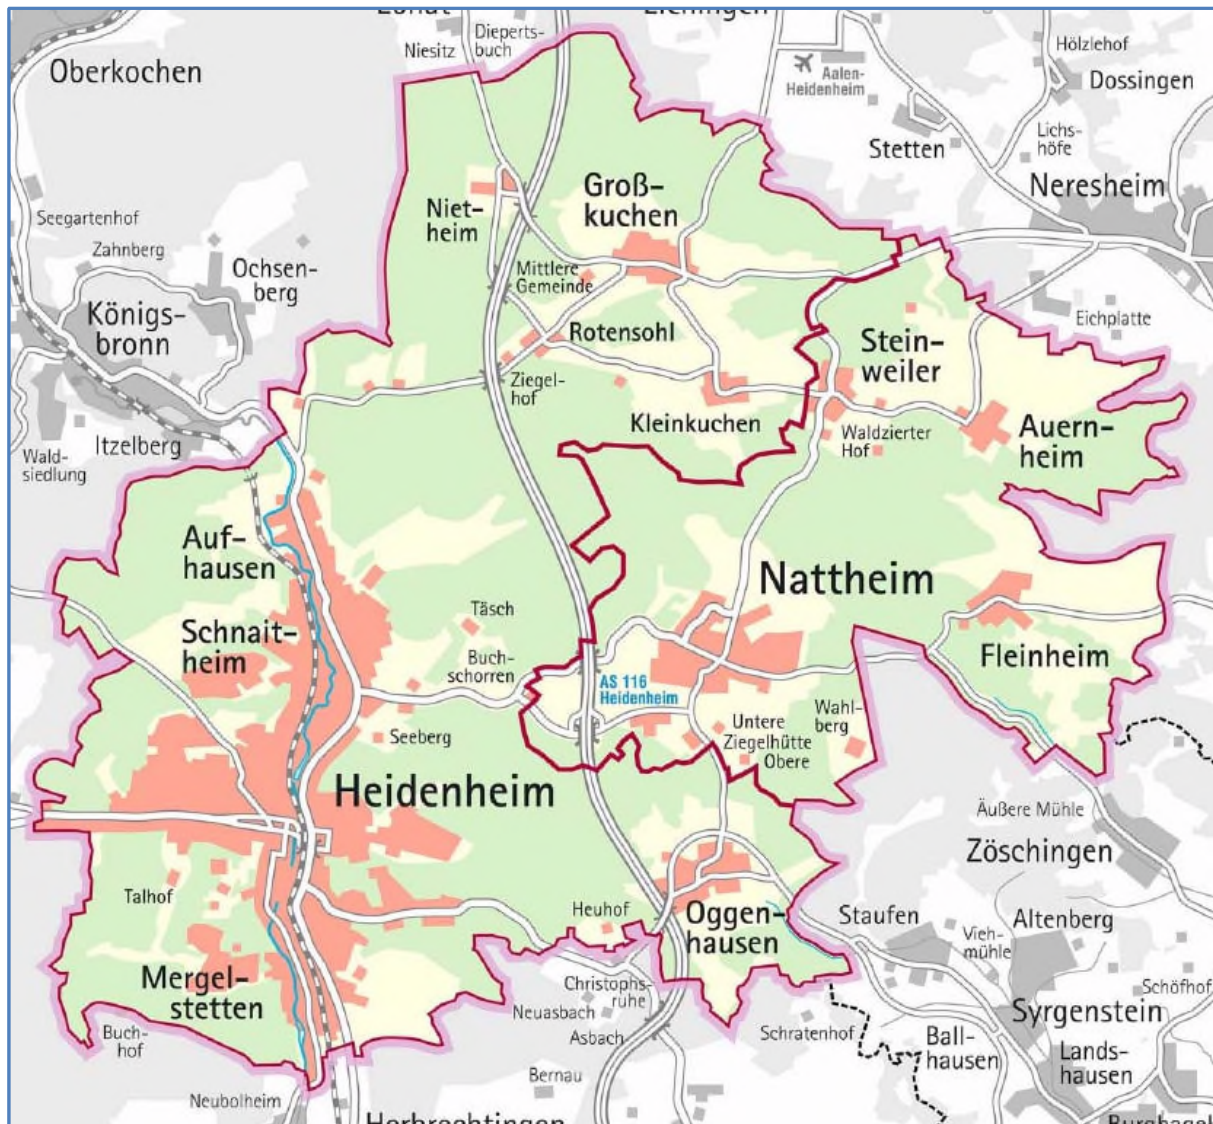 Niesitz
Dieperts-
buch
Oberkochen
Aalen-
Heidenheim
Hölzlehof
Dossingen
Stetten
Lichs-
höfe
Neresheim
Seegartenhof
Zahnberg
Ochsen-
berg
Königs-
bronn
Niet-
heim
Groß-
kuchen
Mittlere
Gemeinde
Rotensohl
Ziegel-
hof
Kleinkuchen
Stein-
weiler
Eichplatte
Waldzierter
Hof
Auern-
heim
Itzelberg
Wald-
siedlung
Auf-
hausen
Schnait-
heim
Täsch
Buch-
schorren
Nattheim
Fleinheim
AS 116
Heidenheim
Seeberg
Untere
Ziegelhütte
Obere
Wahl-
berg
Heidenheim
Äußere Mühle
Zöschingen
Talhof
Heuhof
Oggen-
hausen
Staufen
Vieh-
mühle
Altenberg
Mergel-
stetten
Buch-
hof
Christophs-
ruhe
Neuasbach
Asbach
Schratenhof
Ball-
hausen
Syrgenstein
Schöfhof
Lands-
hausen
Bernau
Neubolheim
Herbrechtingen